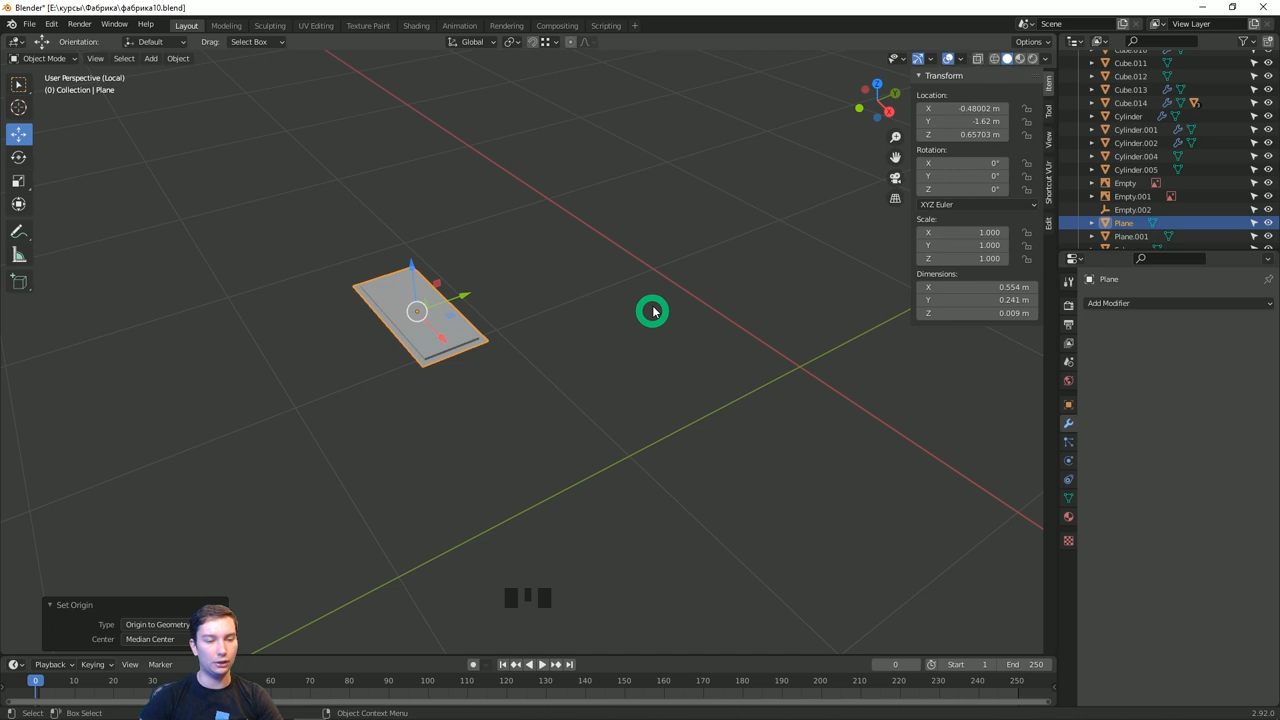 Blender* [E:\курсы\Фабрика\фабрика10.blend]
File Edit Render Window Help
Layout Modeling Sculpting UV Editing Texture Paint Shading Animation Rendering Compositing Scripting +
Scene
View Layer
Orientation: Default Drag: Select Box
Global
Options
Object Mode View Select Add Object
User Perspective (Local)
(0) Collection | Plane
Z
Y
X
Transform
Location:
X -0.48002 m
Y -1.62 m
Z 0.65703 m
Rotation:
X 0°
Y 0°
Z 0°
XYZ Euler
Scale:
X 1.000
Y 1.000
Z 1.000
Dimensions:
X 0.554 m
Y 0.241 m
Z 0.009 m
Item
Tool
View
Shortcut VUr
Edit
Cube.010
Cube.011
Cube.012
Cube.013
Cube.014
Cylinder
Cylinder.001
Cylinder.002
Cylinder.004
Cylinder.005
Empty
Empty.001
Empty.002
Plane
Plane.001
Plane
Add Modifier
Set Origin
Type Origin to Geometry
Center Median Center
Playback Keying View Marker
0 Start 1 End 250
0 10 20 30 40 50 60 70 80 90 100 110 120 130 140 150 160 170 180 190 200 210 220 230 240 250
Select Box Select Object Context Menu
2.92.0